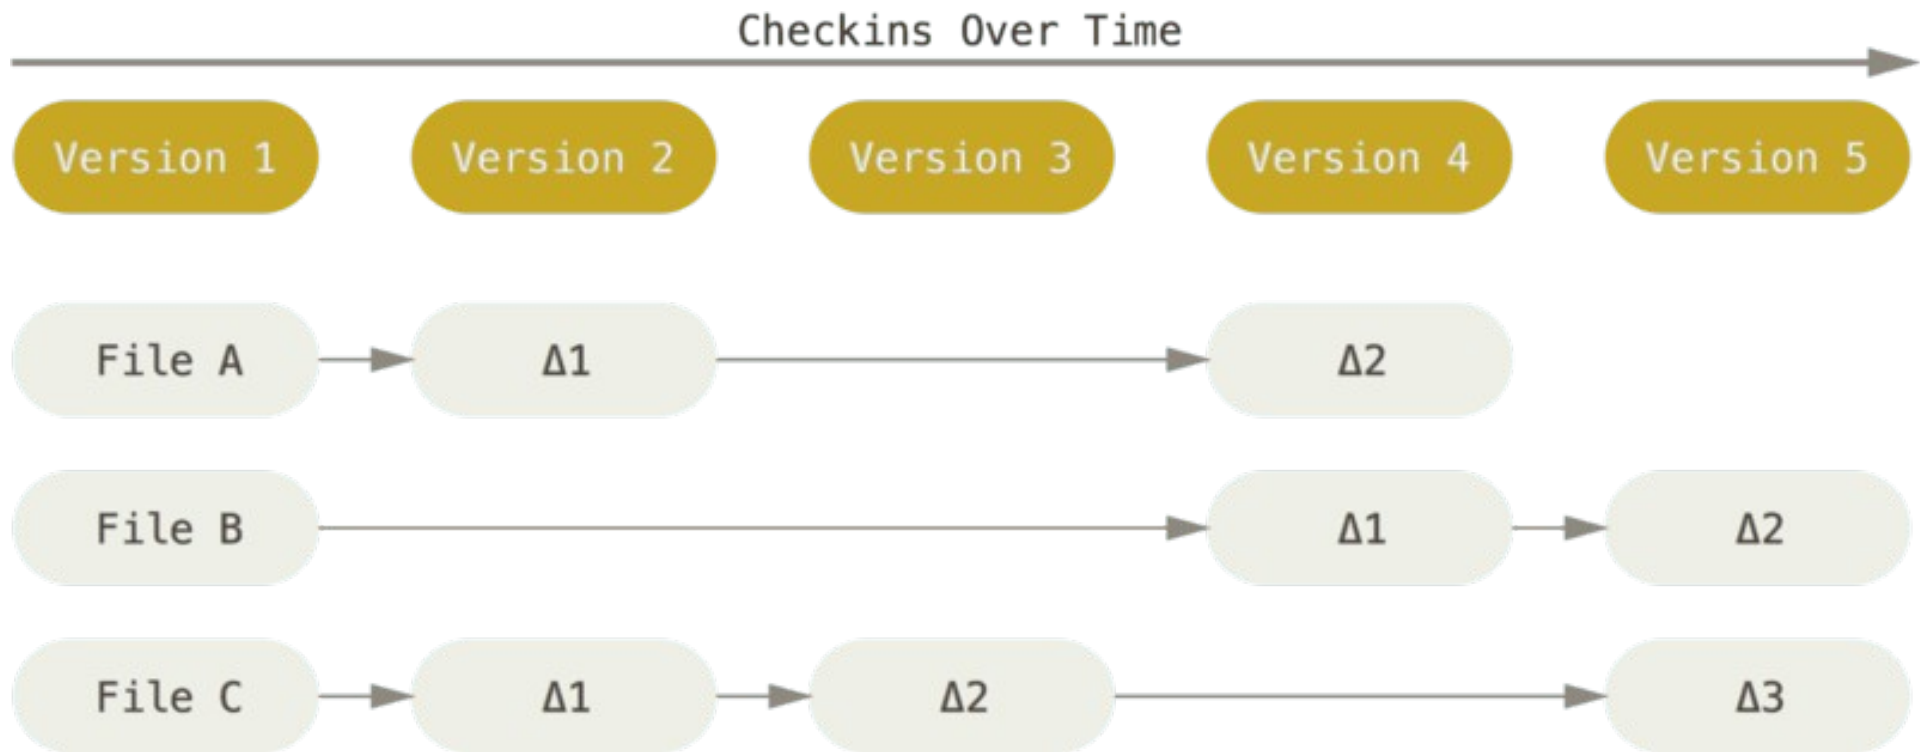 Checkins Over Time
Version 1 Version 2 Version 3 Version 4 Version 5
File A Δ1 Δ2
File B Δ1 Δ2
File C Δ1 Δ2 Δ3